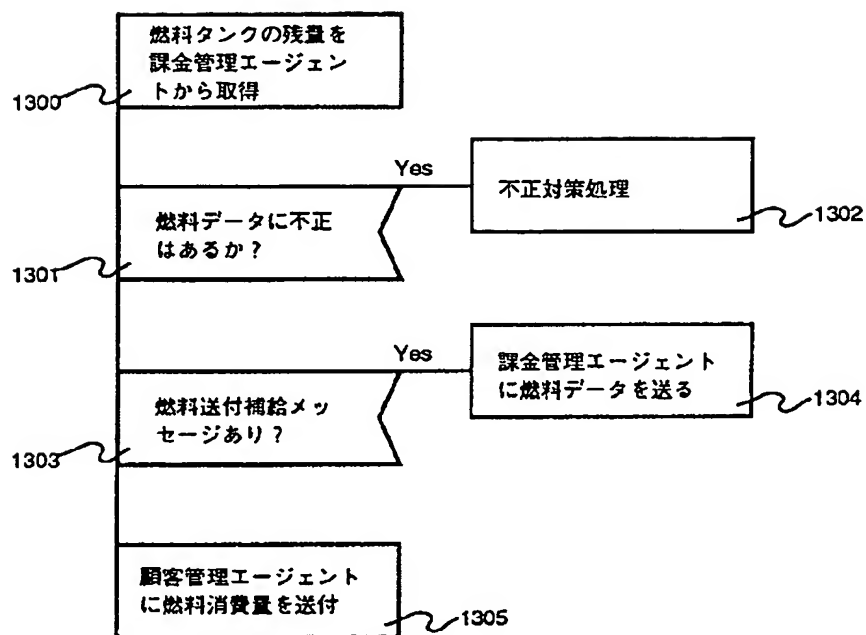 燃料タンクの残量を
課金管理エージェン
トから取得
1300
Yes
不正対策処理
1302
燃料データに不正
はあるか？
1301
Yes
課金管理エージェント
に燃料データを送る
1304
燃料送付補給メッ
セージあり？
1303
顧客管理エージェント
に燃料消費量を送付
1305